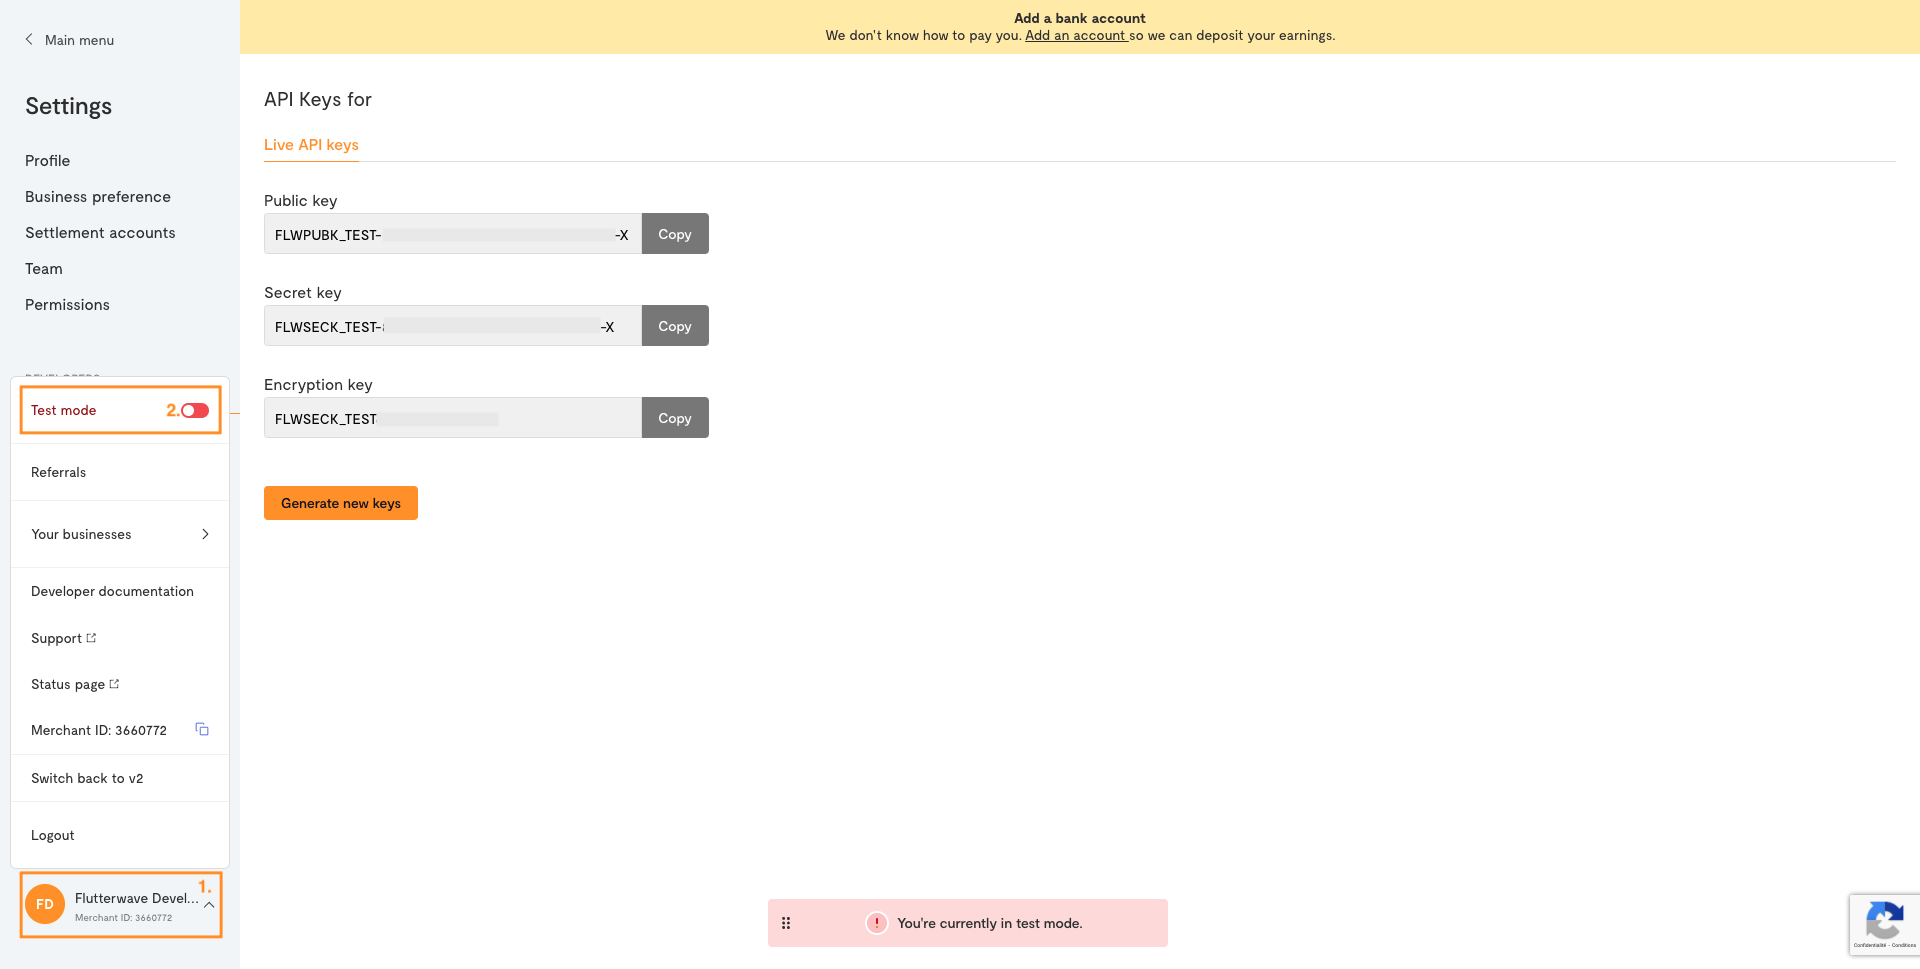 Add a bank account
We don't know how to pay you. Add an account so we can deposit your earnings.
Main menu
Settings
Profile
Business preference
Settlement accounts
Team
Permissions
Test mode
2.
Referrals
Your businesses
Developer documentation
Support
Status page
Merchant ID: 3660772
Switch back to v2
Logout
1.
FD
Flutterwave Devel...
Merchant ID: 3660772
API Keys for
Live API keys
Public key
FLWPUBK_TEST- -X
Copy
Secret key
FLWSECK_TEST- -X
Copy
Encryption key
FLWSECK_TEST
Copy
Generate new keys
You're currently in test mode.
Confidentialité - Conditions